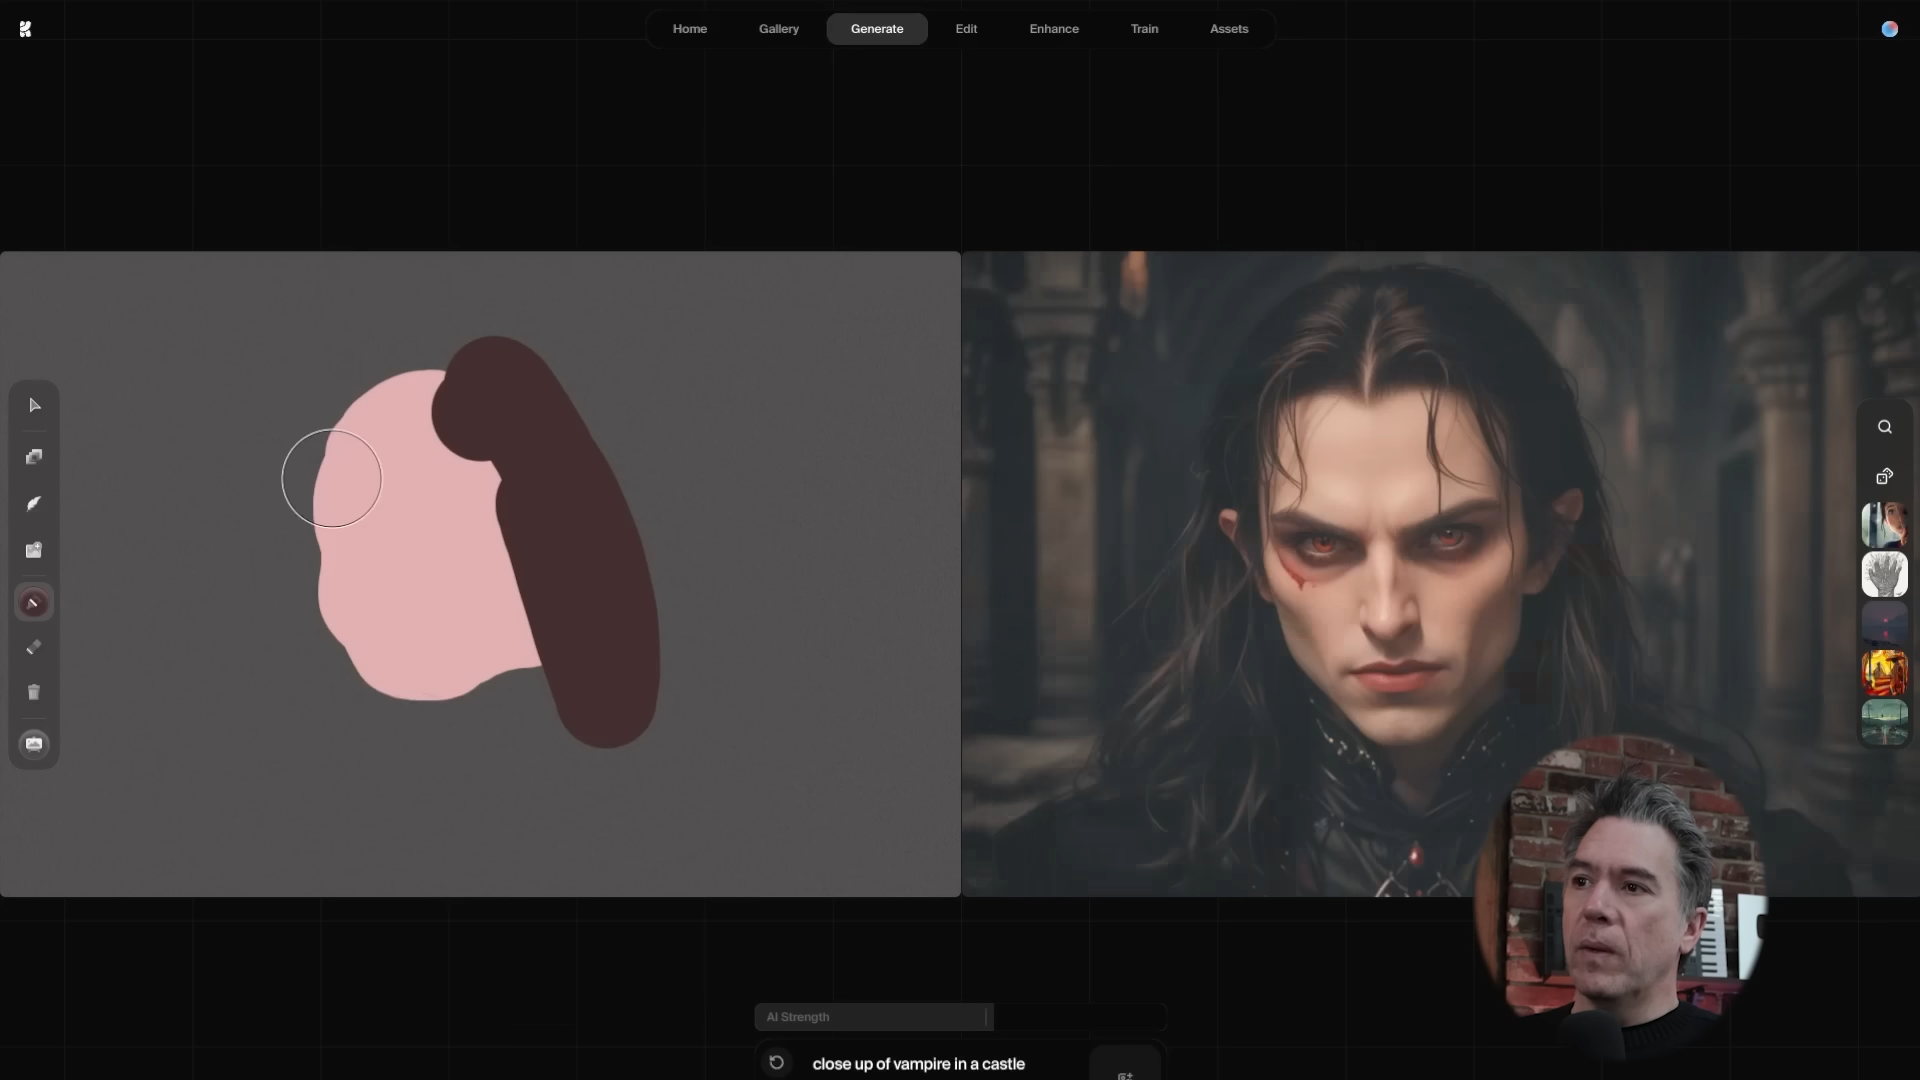 Home
Gallery
Generate
Edit
Enhance
Train
Assets
AI Strength
close up of vampire in a castle